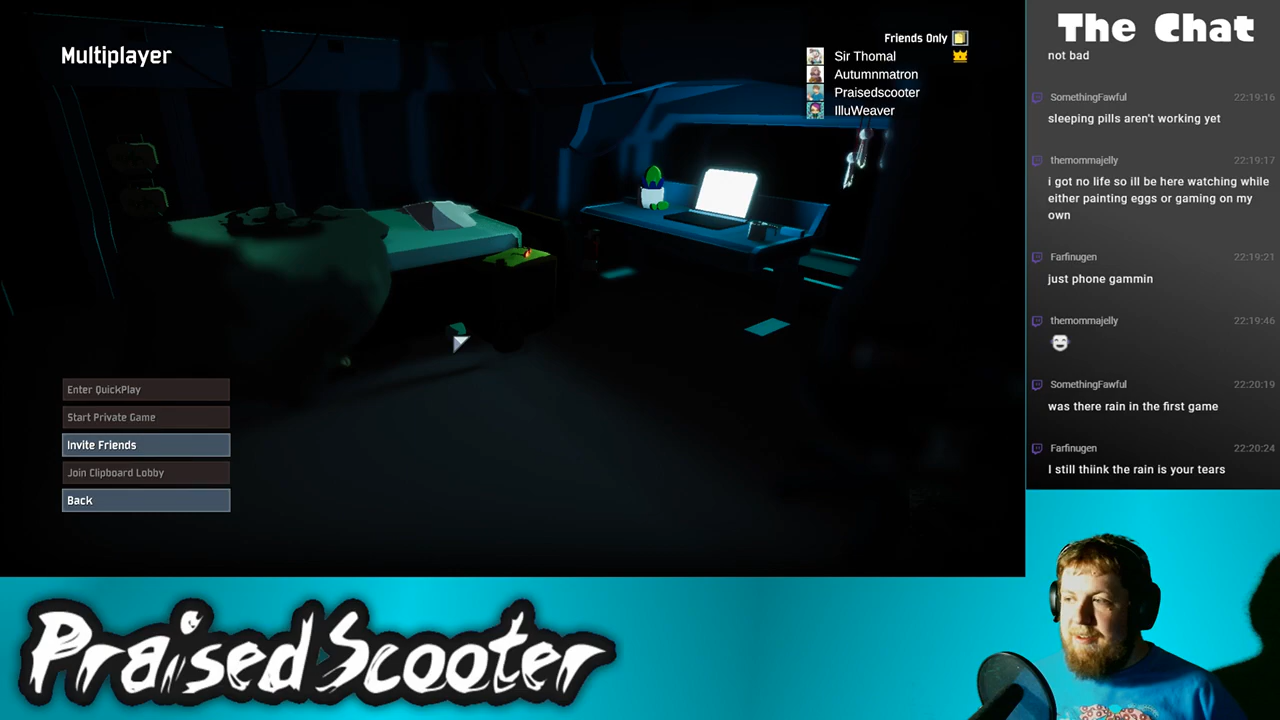 Multiplayer
Friends Only
Sir Thomal
Autumnmatron
Praisedscooter
IlluWeaver
Enter QuickPlay
Start Private Game
Invite Friends
Join Clipboard Lobby
Back
The Chat
not bad
SomethingFawful 22:19:16
sleeping pills aren't working yet
themommajelly 22:19:17
i got no life so ill be here watching while
either painting eggs or gaming on my
own
Farfinugen 22:19:21
just phone gammin
themommajelly 22:19:46
SomethingFawful 22:20:19
was there rain in the first game
Farfinugen 22:20:24
I still thiink the rain is your tears
PraisedScooter